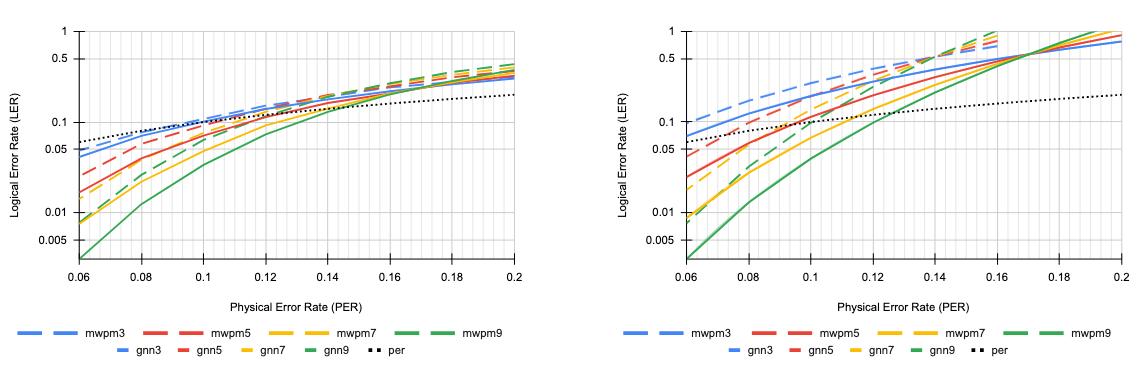 1
0.5
0.1
0.05
0.01
0.005
Logical Error Rate (LER)
0.06 0.08 0.1 0.12 0.14 0.16 0.18 0.2
Physical Error Rate (PER)
mwpm3 mwpm5 mwpm7 mwpm9
gnn3 gnn5 gnn7 gnn9 per
1
0.5
0.1
0.05
0.01
0.005
Logical Error Rate (LER)
0.06 0.08 0.1 0.12 0.14 0.16 0.18 0.2
Physical Error Rate (PER)
mwpm3 mwpm5 mwpm7 mwpm9
gnn3 gnn5 gnn7 gnn9 per